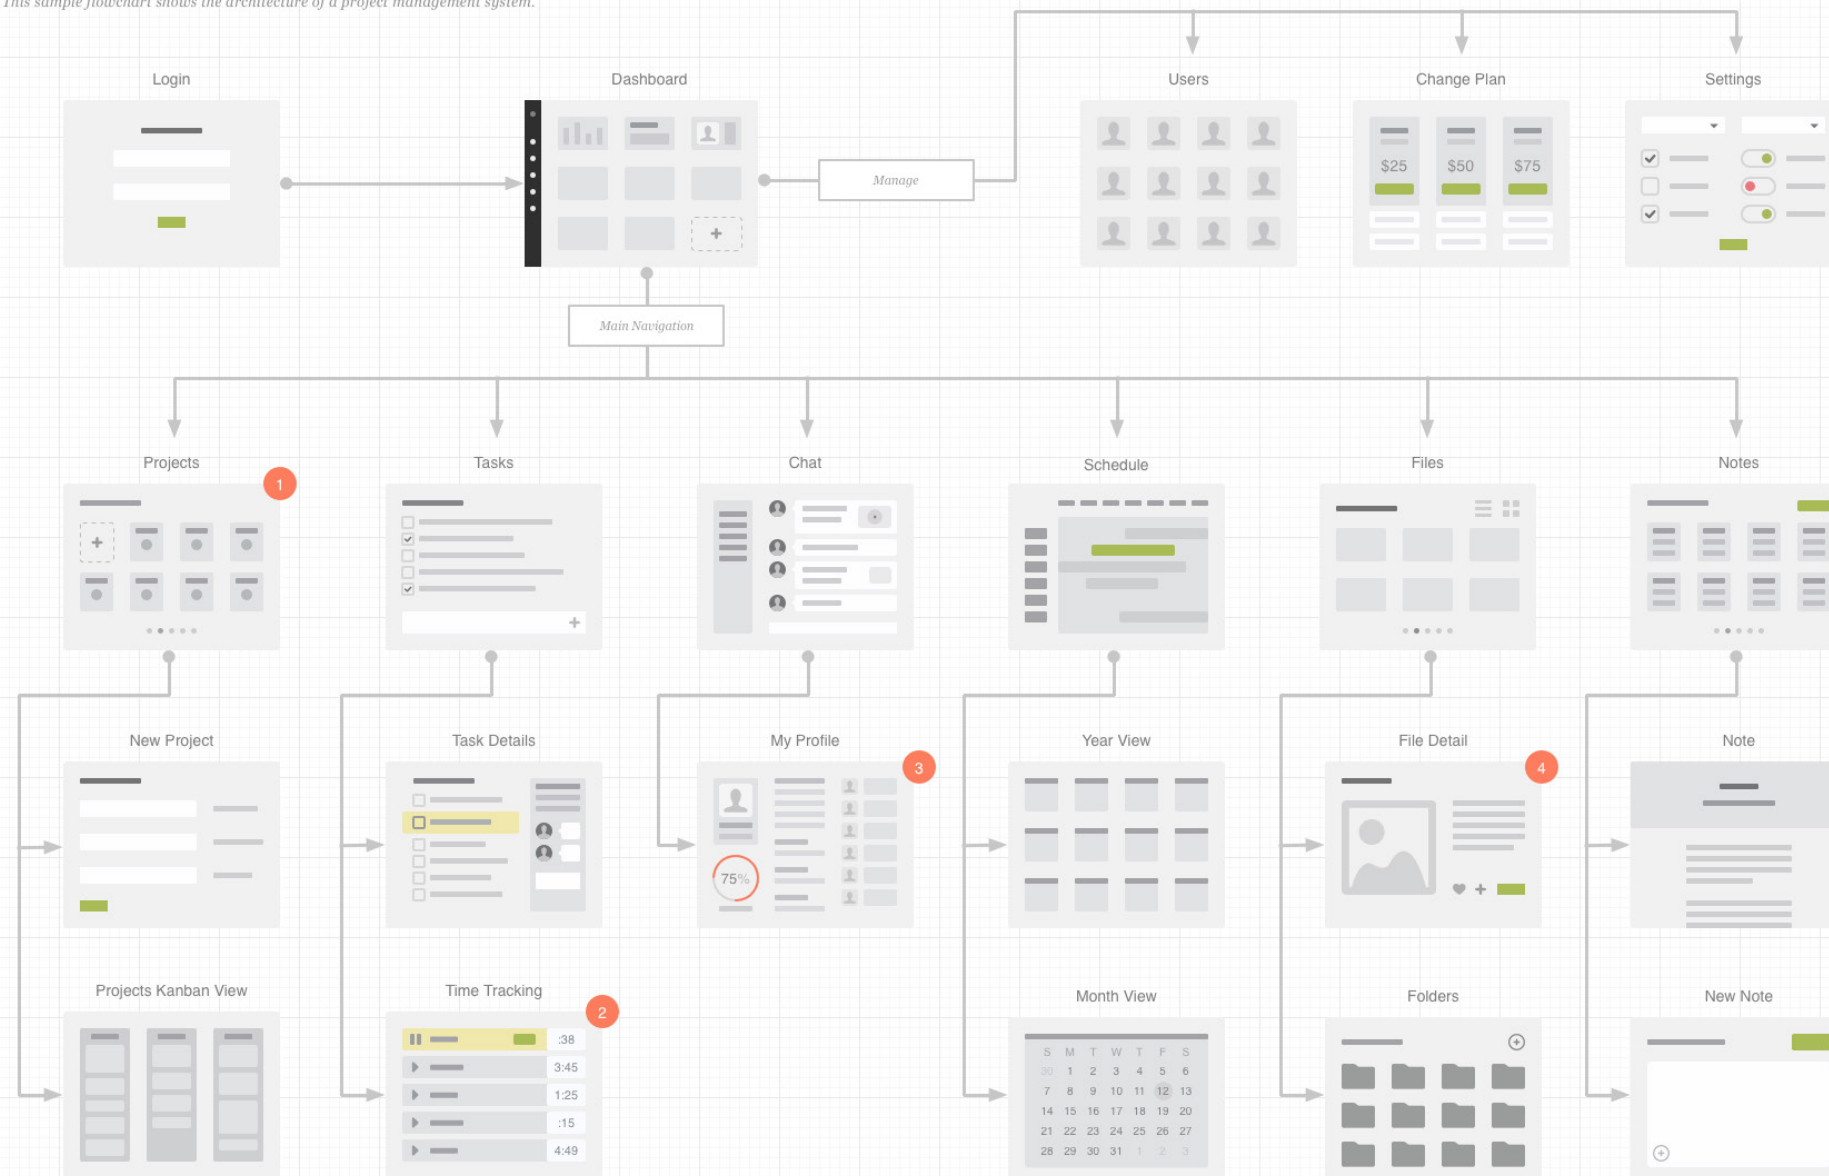 This sample flowchart shows the architecture of a project management system.
Login
Dashboard
Users
Change Plan
Settings
$25 $50 $75
Manage
Main Navigation
Projects
Tasks
Chat
Schedule
Files
Notes
1
New Project
Task Details
My Profile
Year View
File Detail
Note
3
4
75%
Projects Kanban View
Time Tracking
Month View
Folders
New Note
2
:38
3:45
1:25
:15
4:49
S M T W T F S
30 1 2 3 4 5 6
7 8 9 10 11 12 13
14 15 16 17 18 19 20
21 22 23 24 25 26 27
28 29 30 31 1 2 3